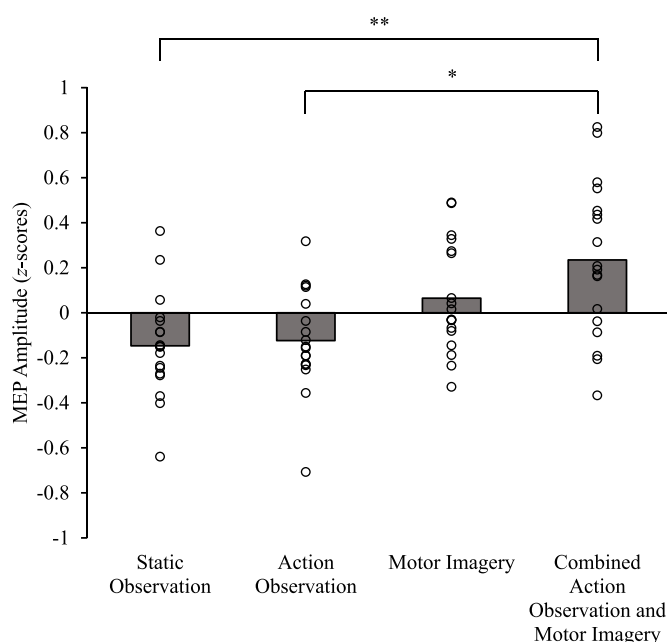 **
*
MEP Amplitude (z-scores)
1
0.8
0.6
0.4
0.2
0
-0.2
-0.4
-0.6
-0.8
-1
Static
Observation
Action
Observation
Motor Imagery
Combined
Action
Observation and
Motor Imagery